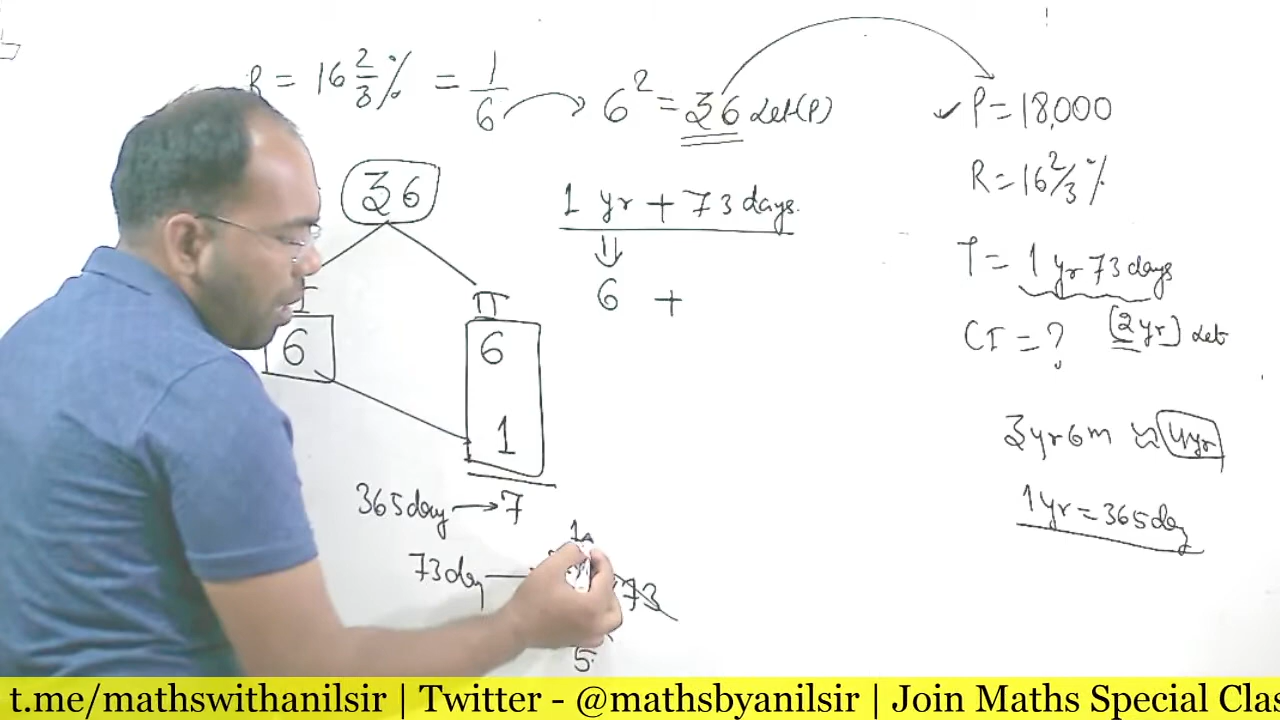 R = 16 2/3 % = 1/6 6² = 36 Let(P)
36
I II
6 6
1
365day → 7
73day 1 73
5
1 yr + 73 days.
⇓
6 +
✓ P = 18,000
R = 16 2/3 %
T = 1 yr 73 days
CI = ? (2yr) Let
3yr 6m ≈ 4yr
1yr = 365day
t.me/mathswithanilsir | Twitter - @mathsbyanilsir | Join Maths Special Clas